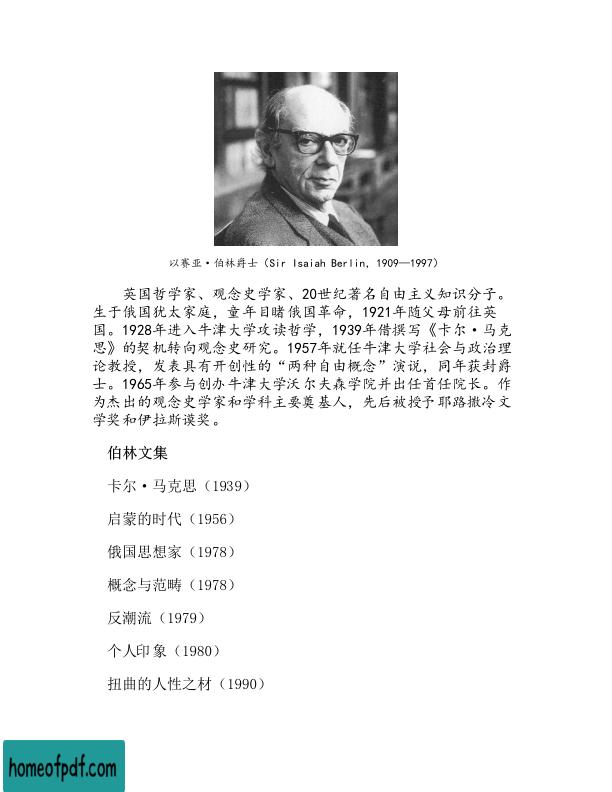 以赛亚·伯林爵士（Sir Isaiah Berlin, 1909—1997）
英国哲学家、观念史学家、20世纪著名自由主义知识分子。
生于俄国犹太家庭，童年目睹俄国革命，1921年随父母前往英
国。1928年进入牛津大学攻读哲学，1939年借撰写《卡尔·马克
思》的契机转向观念史研究。1957年就任牛津大学社会与政治理
论教授，发表具有开创性的“两种自由概念”演说，同年获封爵
士。1965年参与创办牛津大学沃尔夫森学院并出任首任院长。作
为杰出的观念史学家和学科主要奠基人，先后被授予耶路撒冷文
学奖和伊拉斯谟奖。
伯林文集
卡尔·马克思（1939）
启蒙的时代（1956）
俄国思想家（1978）
概念与范畴（1978）
反潮流（1979）
个人印象（1980）
扭曲的人性之材（1990）
homeofpdf.com